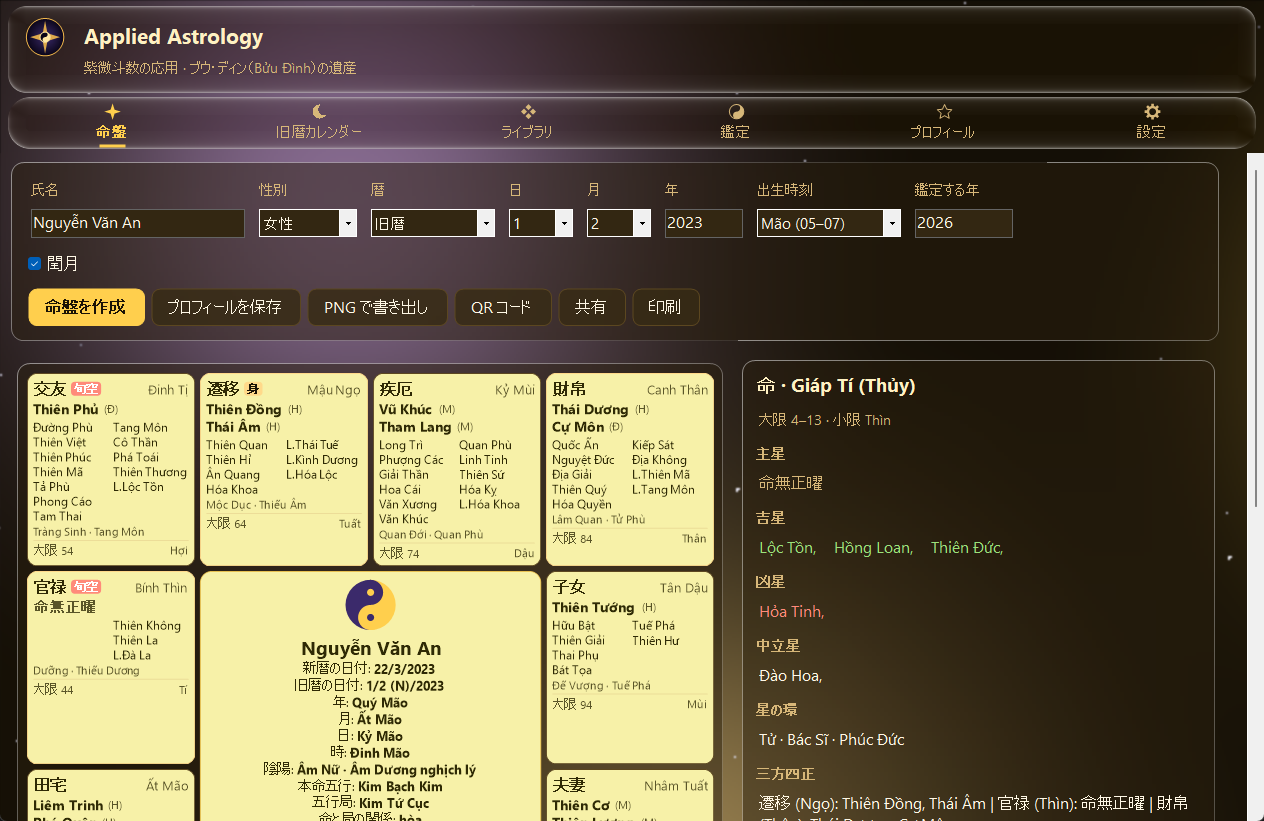 Applied Astrology
紫微斗数の応用 · ブウ・ディン(Bửu Đình)の遺産
命盤
旧暦カレンダー
ライブラリ
鑑定
プロフィール
設定
氏名
性別
暦
日
月
年
出生時刻
鑑定する年
Nguyễn Văn An
女性
旧暦
1
2
2023
Mão (05–07)
2026
閏月
命盤を作成
プロフィールを保存
PNG で書き出し
QR コード
共有
印刷
交友 旬空 Đinh Tị
Thiên Phủ (Đ)
Đường Phù Tang Môn
Thiên Việt Cô Thần
Thiên Phúc Phá Toái
Thiên Mã Thiên Thương
Tả Phù L.Lộc Tồn
Phong Cáo
Tam Thai
Tràng Sinh · Tang Môn
大限 54 Hợi
遷移 身 Mậu Ngọ
Thiên Đồng (H)
Thái Âm (H)
Thiên Quan L.Thái Tuế
Thiên Hỉ L.Kình Dương
Ân Quang L.Hóa Lộc
Hóa Khoa
Mộc Dục · Thiếu Âm
大限 64 Tuất
疾厄 Kỷ Mùi
Vũ Khúc (M)
Tham Lang (M)
Long Trì Quan Phù
Phượng Các Linh Tinh
Giải Thần Thiên Sứ
Hoa Cái Hóa Kỵ
Văn Xương L.Hóa Khoa
Văn Khúc
Quan Đới · Quan Phù
大限 74 Dậu
財帛 Canh Thân
Thái Dương (H)
Cự Môn (Đ)
Quốc Ấn Kiếp Sát
Nguyệt Đức Địa Không
Địa Giải L.Thiên Mã
Thiên Quý L.Tang Môn
Hóa Quyền
Lâm Quan · Tử Phù
大限 84 Thân
官禄 旬空 Bính Thìn
命無正曜
Thiên Không
Thiên La
L.Đà La
Dưỡng · Thiếu Dương
大限 44 Tí
Nguyễn Văn An
新暦の日付: 22/3/2023
旧暦の日付: 1/2 (N)/2023
年: Quý Mão
月: Ất Mão
日: Kỷ Mão
時: Đinh Mão
陰陽: Âm Nữ · Âm Dương nghịch lý
本命五行: Kim Bạch Kim
五行局: Kim Tứ Cục
命と局の関係: hòa
子女 Tân Dậu
Thiên Tướng (H)
Hữu Bật Tuế Phá
Thiên Giải Thiên Hư
Thai Phụ
Bát Tọa
Đế Vượng · Tuế Phá
大限 94 Mùi
田宅 Ất Mão
Liêm Trinh (H)
夫妻 Nhâm Tuất
Thiên Cơ (M)
命 · Giáp Tí (Thủy)
大限 4–13 · 小限 Thìn
主星
命無正曜
吉星
Lộc Tồn, Hồng Loan, Thiên Đức,
凶星
Hỏa Tinh,
中立星
Đào Hoa,
星の環
Tử · Bác Sĩ · Phúc Đức
三方四正
遷移 (Ngọ): Thiên Đồng, Thái Âm | 官禄 (Thìn): 命無正曜 | 財帛